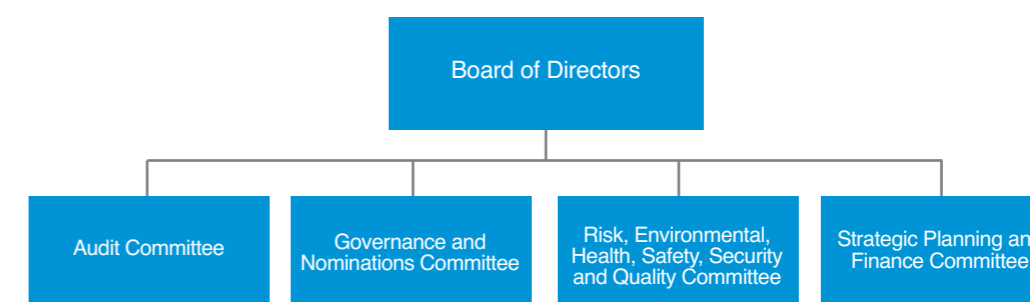 Board of Directors
Audit Committee
Governance and
Nominations Committee
Risk, Environmental,
Health, Safety, Security
and Quality Committee
Strategic Planning an
Finance Committee